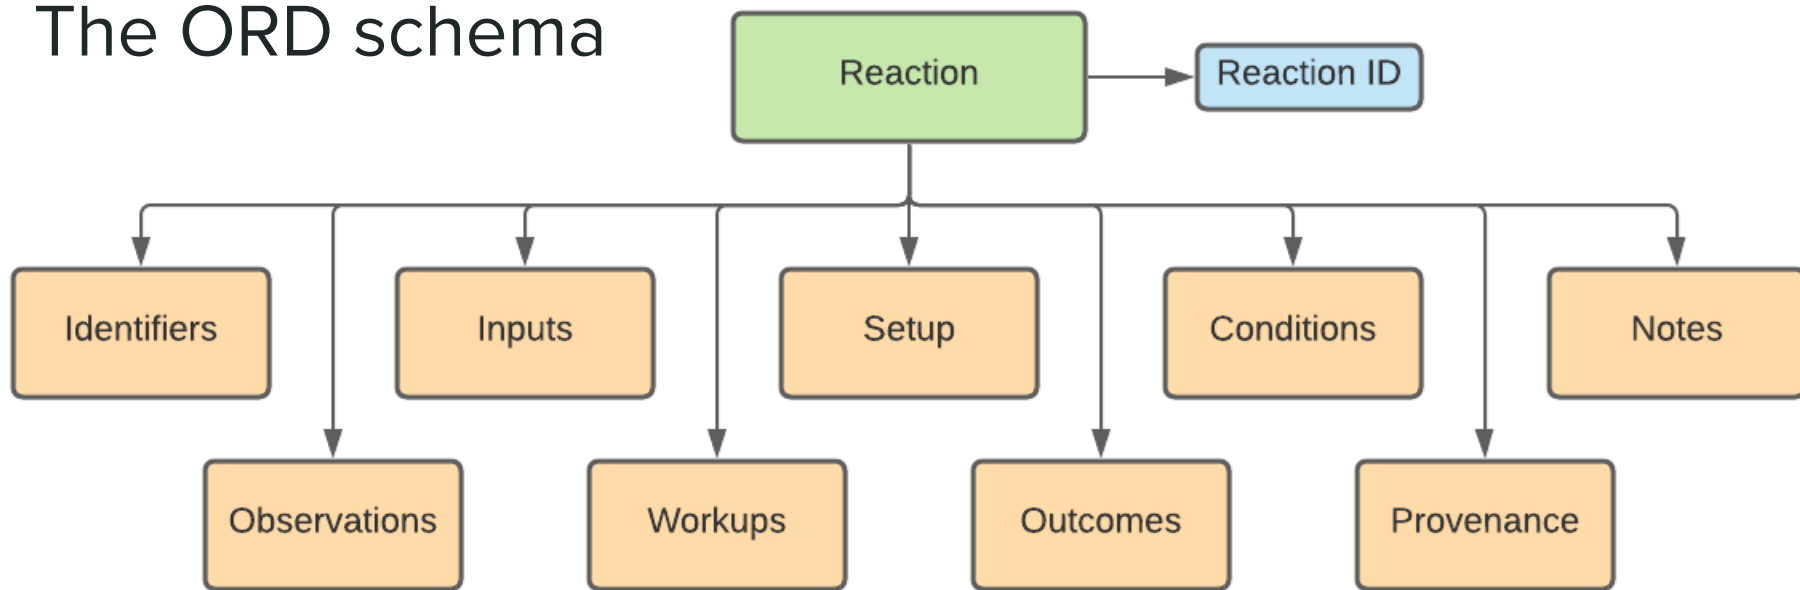 The ORD schema
Reaction
Reaction ID
Identifiers
Inputs
Setup
Conditions
Notes
Observations
Workups
Outcomes
Provenance